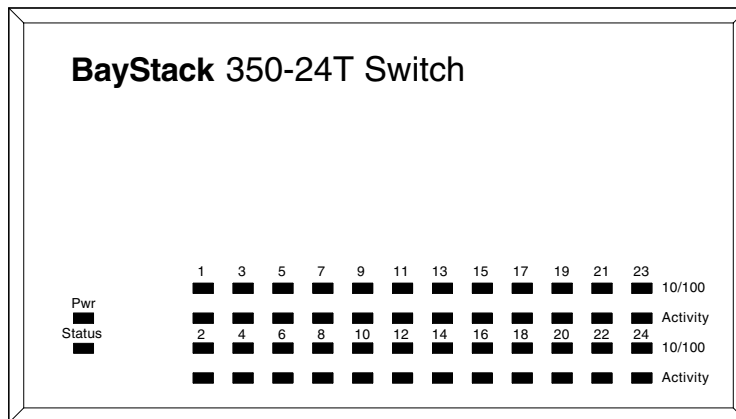 BayStack 350-24T Switch
1 3 5 7 9 11 13 15 17 19 21 23
10/100
Pwr
Activity
Status
2 4 6 8 10 12 14 16 18 20 22 24
10/100
Activity